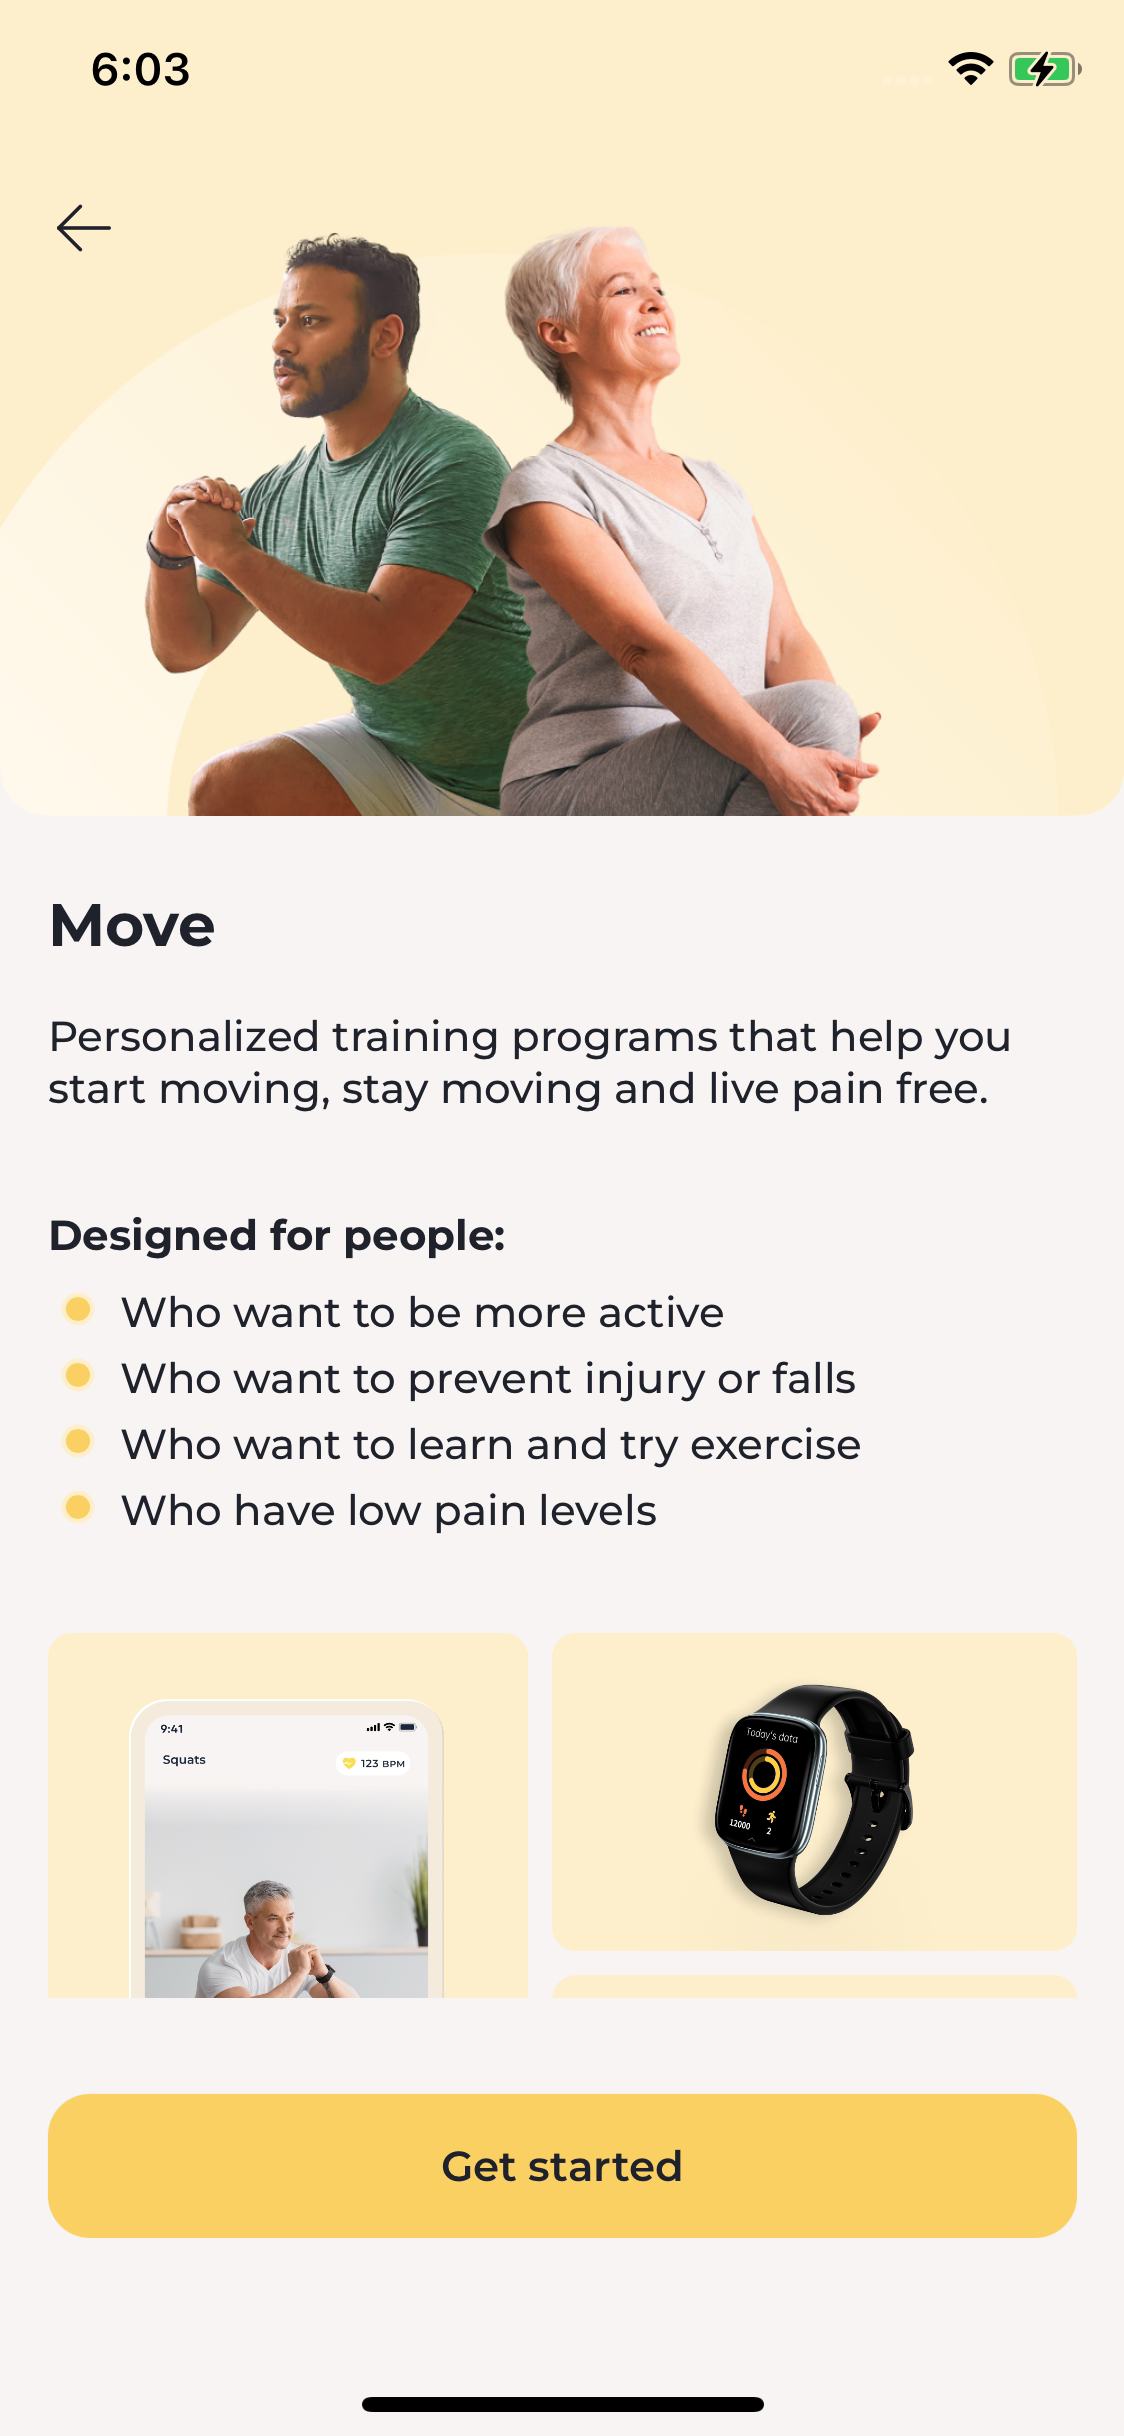 6:03
Move
Personalized training programs that help you
start moving, stay moving and live pain free.
Designed for people:
Who want to be more active
Who want to prevent injury or falls
Who want to learn and try exercise
Who have low pain levels
9:41
Squats
123 BPM
Today's data
12000
2
Get started